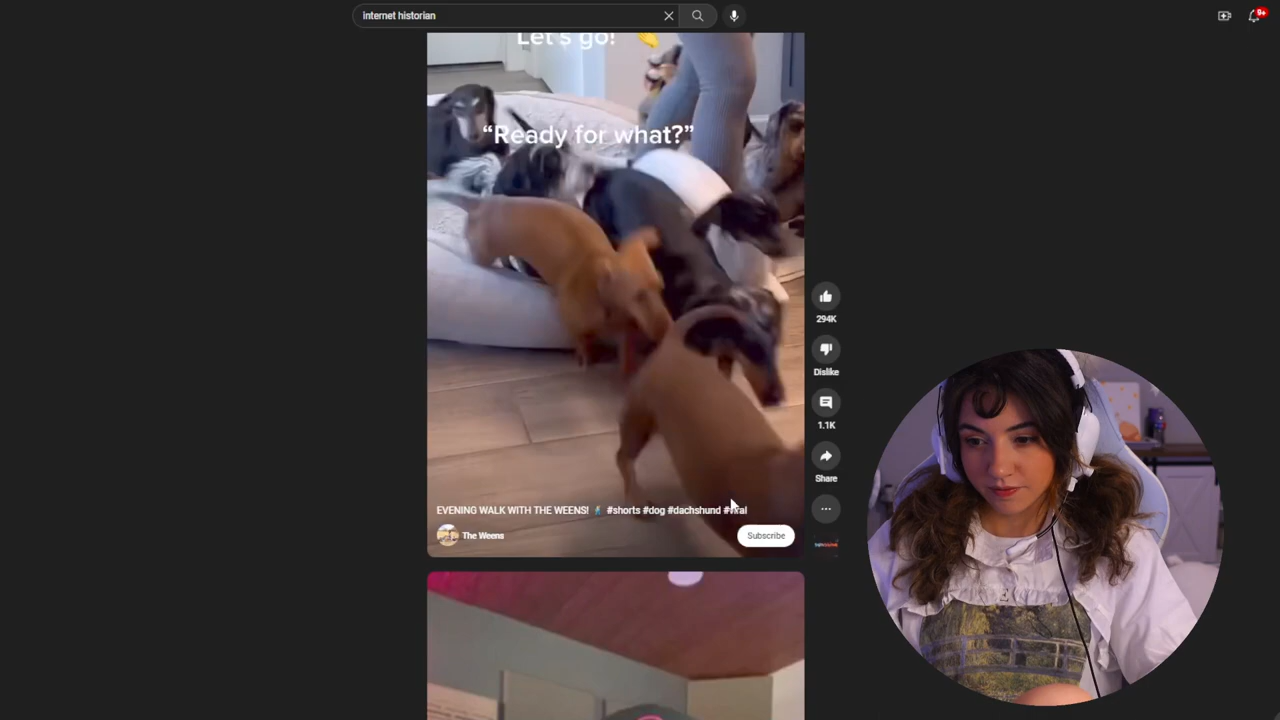 internet historian
9+
Let's go!
“Ready for what?”
294K
Dislike
1.1K
Share
EVENING WALK WITH THE WEENS! #shorts #dog #dachshund
The Weens
Subscribe